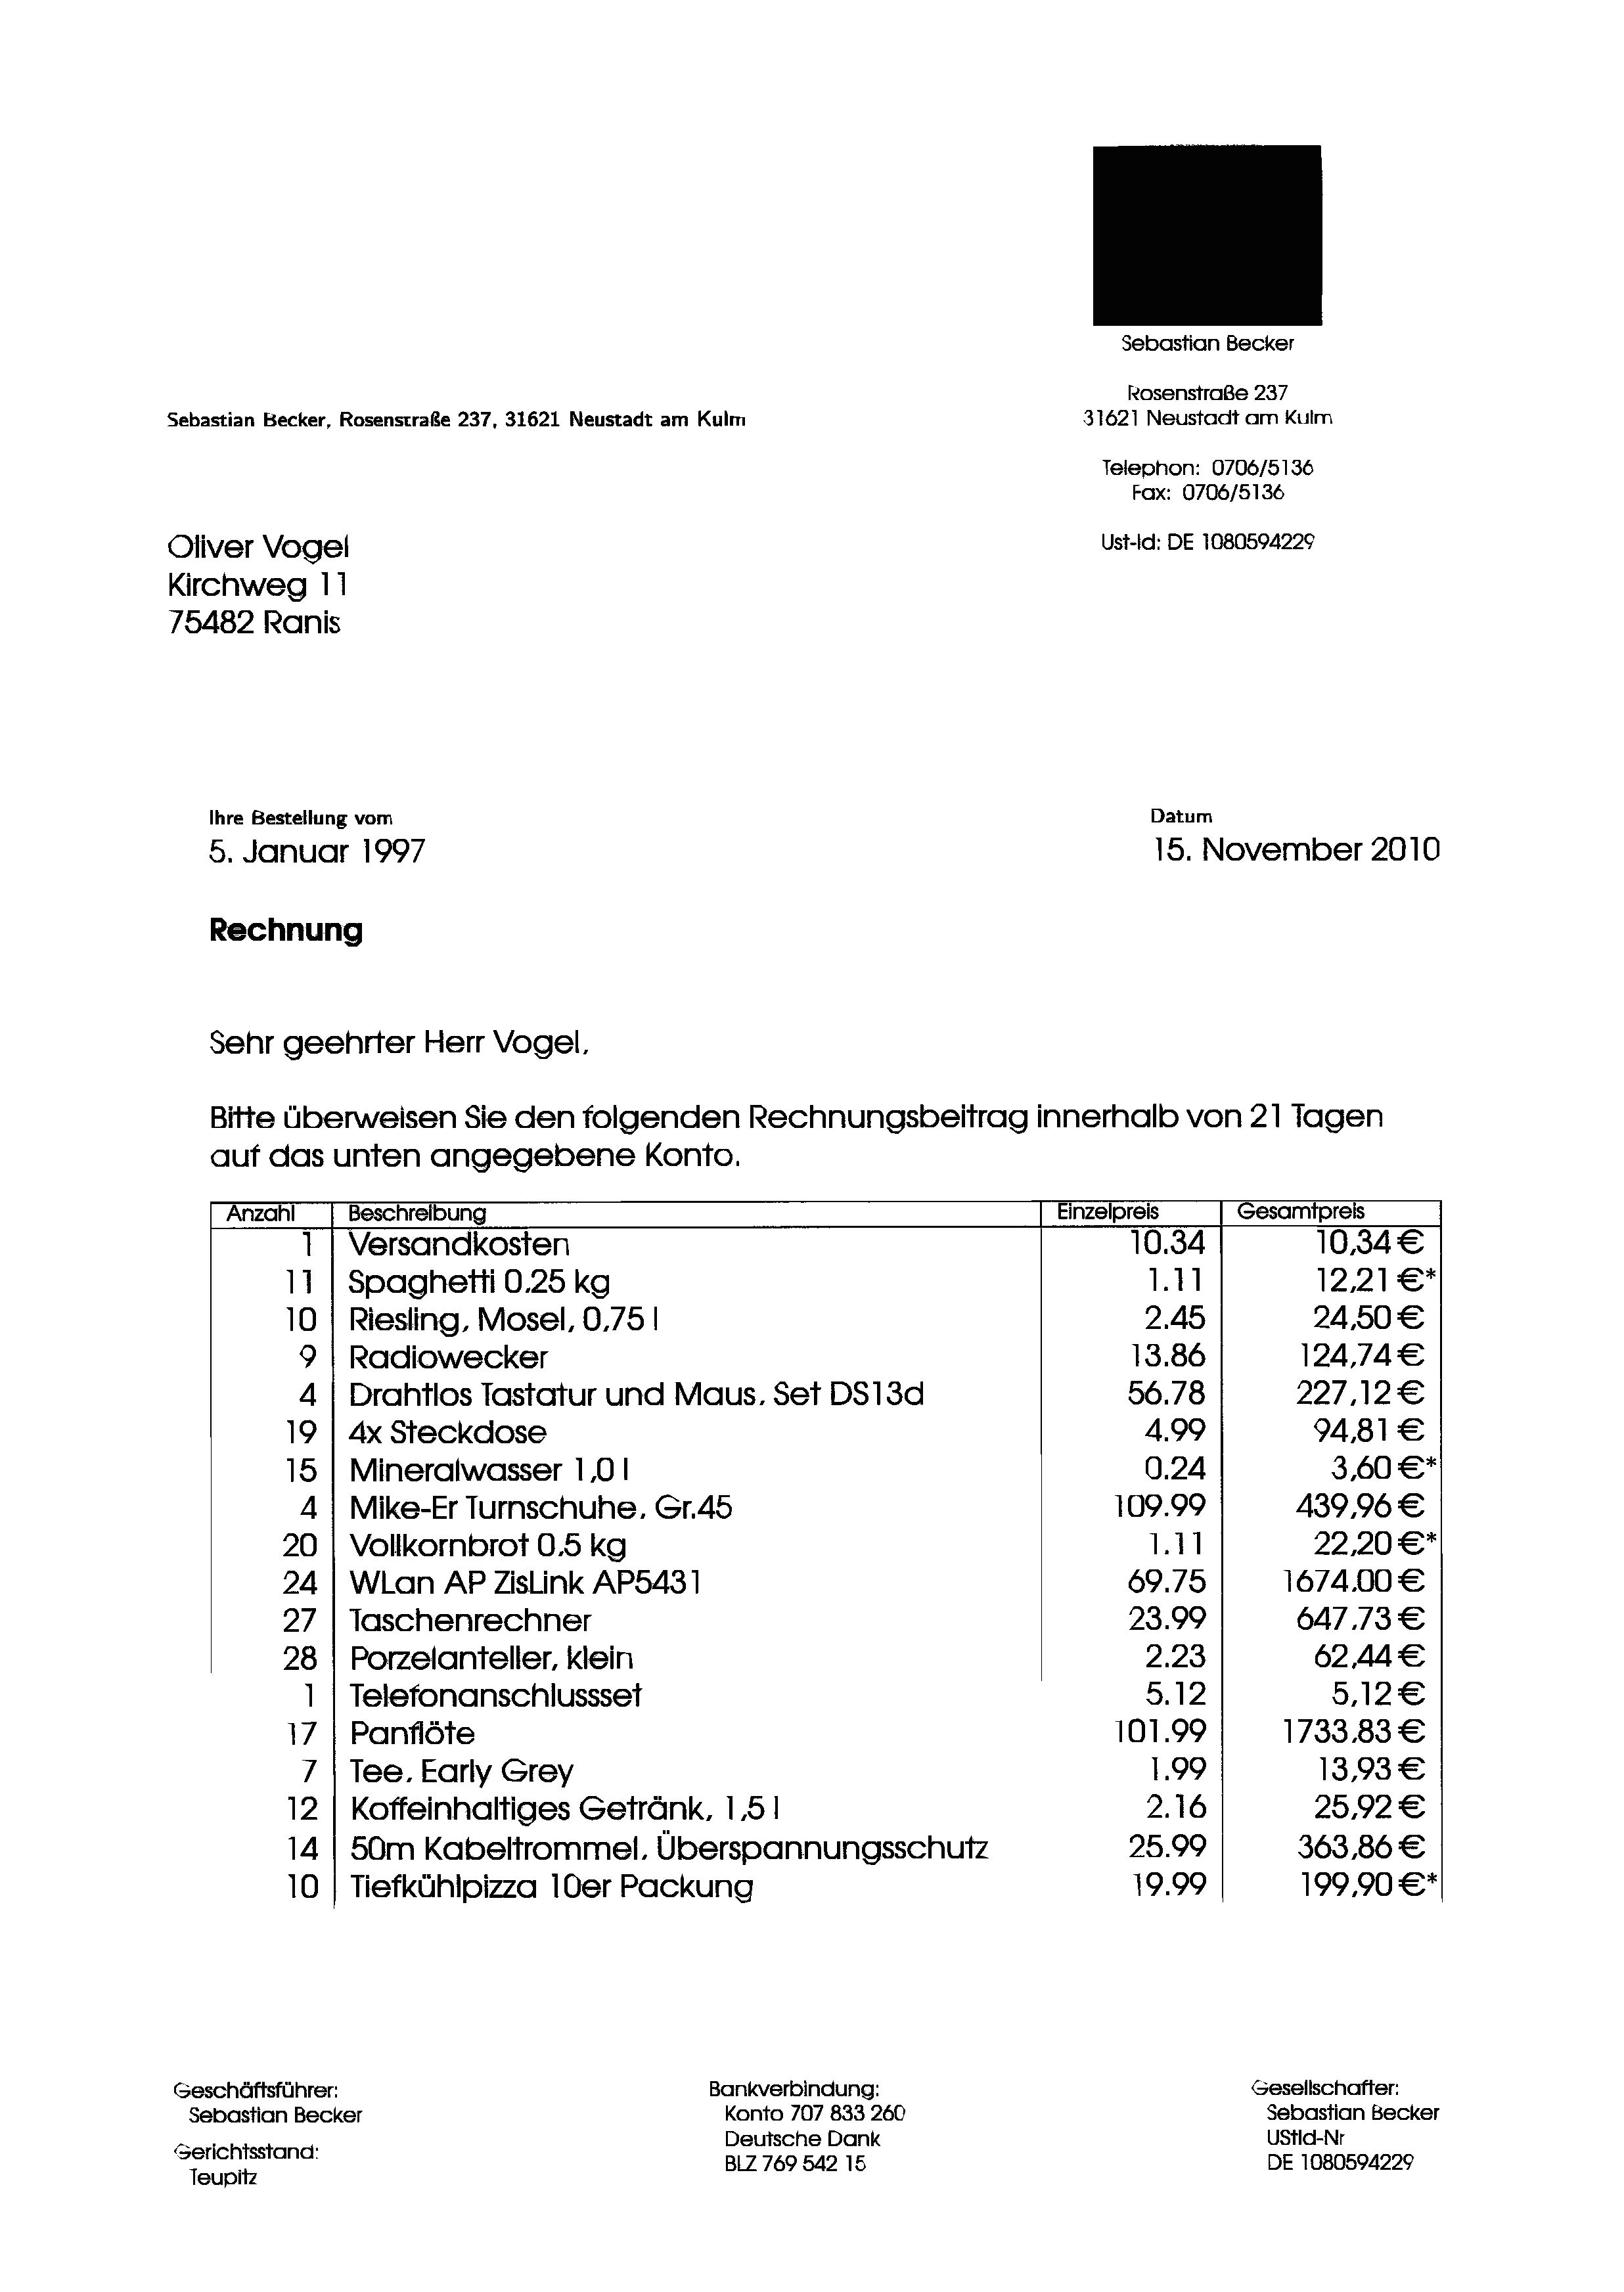 Sebastian Becker
Rosenstraße 237
31621 Neustadt am Kulm
Telephon: 0706/5136
Fax: 0706/5136
Ust-Id: DE 1080594229
Sebastian Becker, Rosenstraße 237, 31621 Neustadt am Kulm
Oliver Vogel
Kirchweg 11
75482 Ranis
Ihre Bestellung vom Datum
5. Januar 1997 15. November 2010
Rechnung
Sehr geehrter Herr Vogel,
Bitte überweisen Sie den folgenden Rechnungsbeitrag innerhalb von 21 Tagen
auf das unten angegebene Konto.
Anzahl Beschreibung Einzelpreis Gesamtpreis
1 Versandkosten 10.34 10,34 €
11 Spaghetti 0,25 kg 1.11 12,21 €*
10 Riesling, Mosel, 0,75 l 2.45 24,50 €
9 Radiowecker 13.86 124,74 €
4 Drahtlos Tastatur und Maus, Set DS13d 56.78 227,12 €
19 4x Steckdose 4.99 94,81 €
15 Mineralwasser 1,0 l 0.24 3,60 €*
4 Mike-Er Turnschuhe, Gr.45 109.99 439,96 €
20 Vollkornbrot 0,5 kg 1.11 22,20 €*
24 WLan AP ZisLink AP5431 69.75 1674,00 €
27 Taschenrechner 23.99 647,73 €
28 Porzelanteller, klein 2.23 62,44 €
1 Telefonanschlussset 5.12 5,12 €
17 Panflöte 101.99 1733,83 €
7 Tee, Early Grey 1.99 13,93 €
12 Koffeinhaltiges Getränk, 1,5 l 2.16 25,92 €
14 50m Kabeltrommel, Überspannungsschutz 25.99 363,86 €
10 Tiefkühlpizza 10er Packung 19.99 199,90 €*
Geschäftsführer:
Sebastian Becker
Gerichtsstand:
Teupitz
Bankverbindung:
Konto 707 833 260
Deutsche Dank
BLZ 769 542 15
Gesellschafter:
Sebastian Becker
UStId-Nr
DE 1080594229